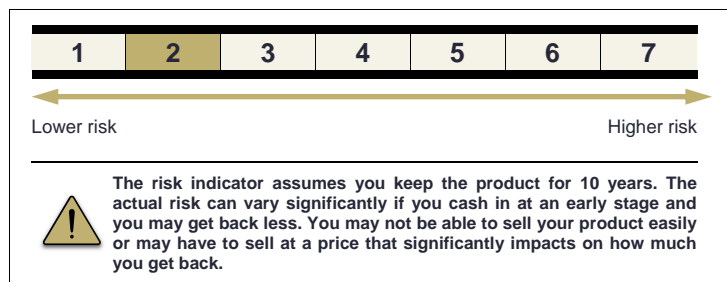 1 2 3 4 5 6 7
Lower risk Higher risk
The risk indicator assumes you keep the product for 10 years. The
actual risk can vary significantly if you cash in at an early stage and
you may get back less. You may not be able to sell your product easily
or may have to sell at a price that significantly impacts on how much
you get back.